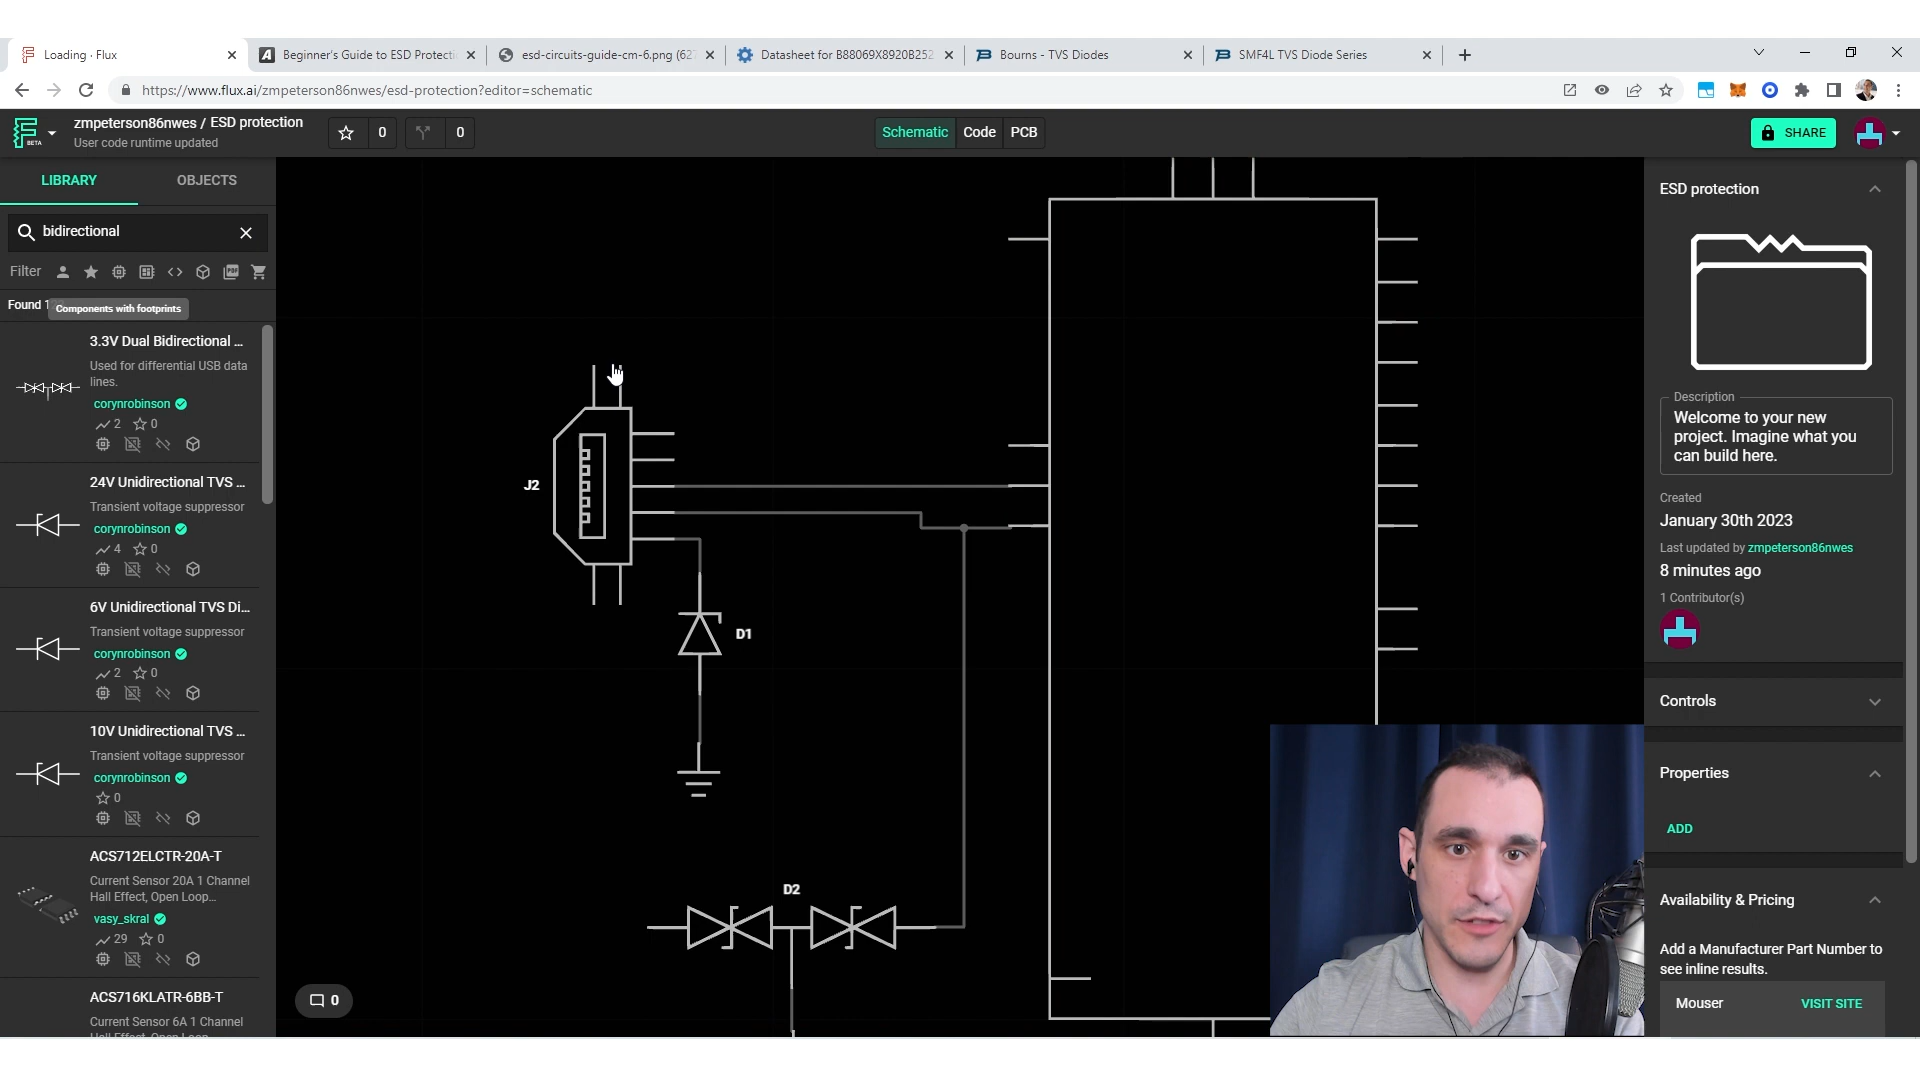 Loading · Flux
Beginner's Guide to ESD Protecti
esd-circuits-guide-cm-6.png (627
Datasheet for B88069X8920B252
Bourns - TVS Diodes
SMF4L TVS Diode Series
https://www.flux.ai/zmpeterson86nwes/esd-protection?editor=schematic
BETA
zmpeterson86nwes / ESD protection
User code runtime updated
0
0
Schematic
Code
PCB
SHARE
LIBRARY
OBJECTS
bidirectional
Filter
PDF
Found 1
Components with footprints
3.3V Dual Bidirectional ...
Used for differential USB data
lines.
corynrobinson
2
0
24V Unidirectional TVS ...
Transient voltage suppressor
corynrobinson
4
0
6V Unidirectional TVS Di...
Transient voltage suppressor
corynrobinson
2
0
10V Unidirectional TVS ...
Transient voltage suppressor
corynrobinson
0
ACS712ELCTR-20A-T
Current Sensor 20A 1 Channel
Hall Effect, Open Loop...
vasy_skral
29
0
ACS716KLATR-6BB-T
Current Sensor 6A 1 Channel
Hall Effect, Open Loop
J2
D1
D2
0
ESD protection
Description
Welcome to your new
project. Imagine what you
can build here.
Created
January 30th 2023
Last updated by zmpeterson86nwes
8 minutes ago
1 Contributor(s)
Controls
Properties
ADD
Availability & Pricing
Add a Manufacturer Part Number to
see inline results.
Mouser
VISIT SITE